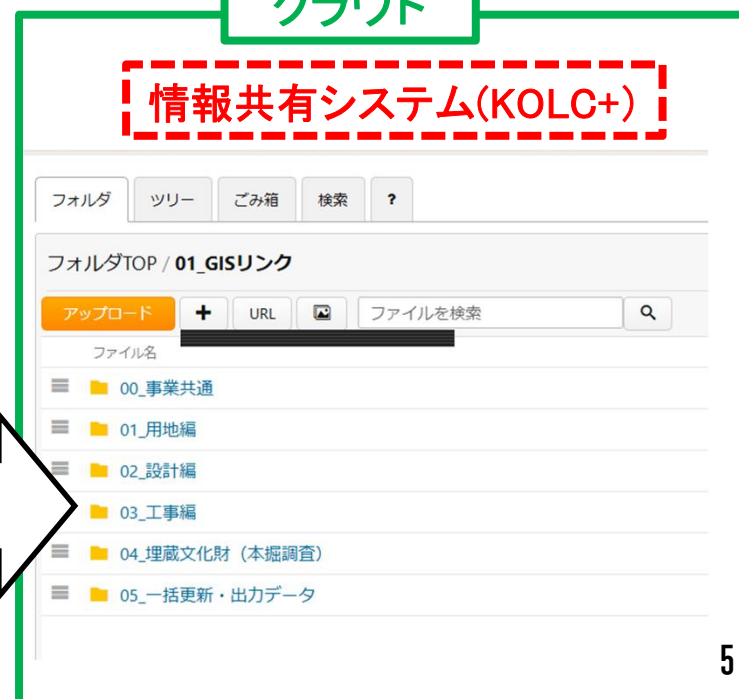 クラウド
情報共有システム(KOLC+)
フォルダ ツリー ごみ箱 検索 ?
フォルダTOP / 01_GISリンク
アップロード + URL ファイルを検索
ファイル名
00_事業共通
01_用地編
02_設計編
03_工事編
04_埋蔵文化財（本掘調査）
05_一括更新・出力データ
5